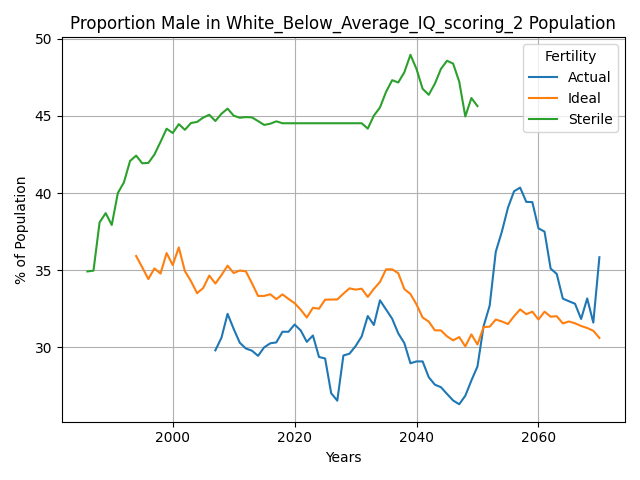 Proportion Male in White_Below_Average_IQ_scoring_2 Population
Fertility
Actual
Ideal
Sterile
% of Population
50
45
40
35
30
2000
2020
2040
2060
Years